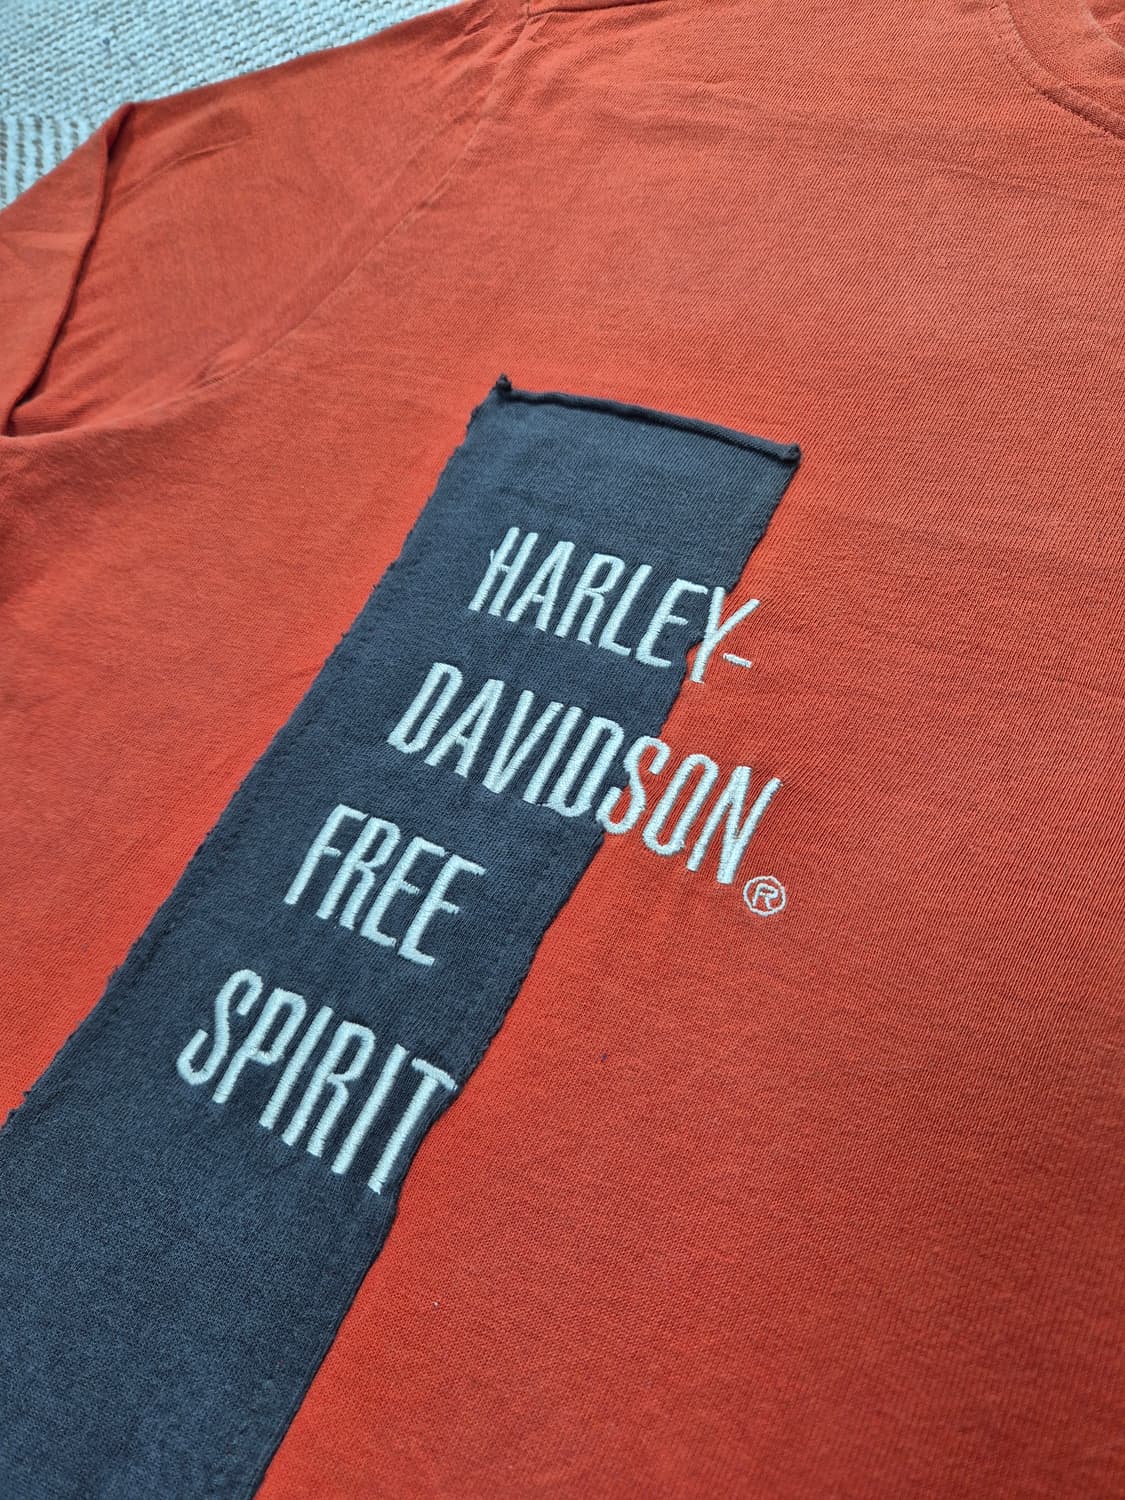 HARLEY-
DAVIDSON®
FREE
SPIRIT